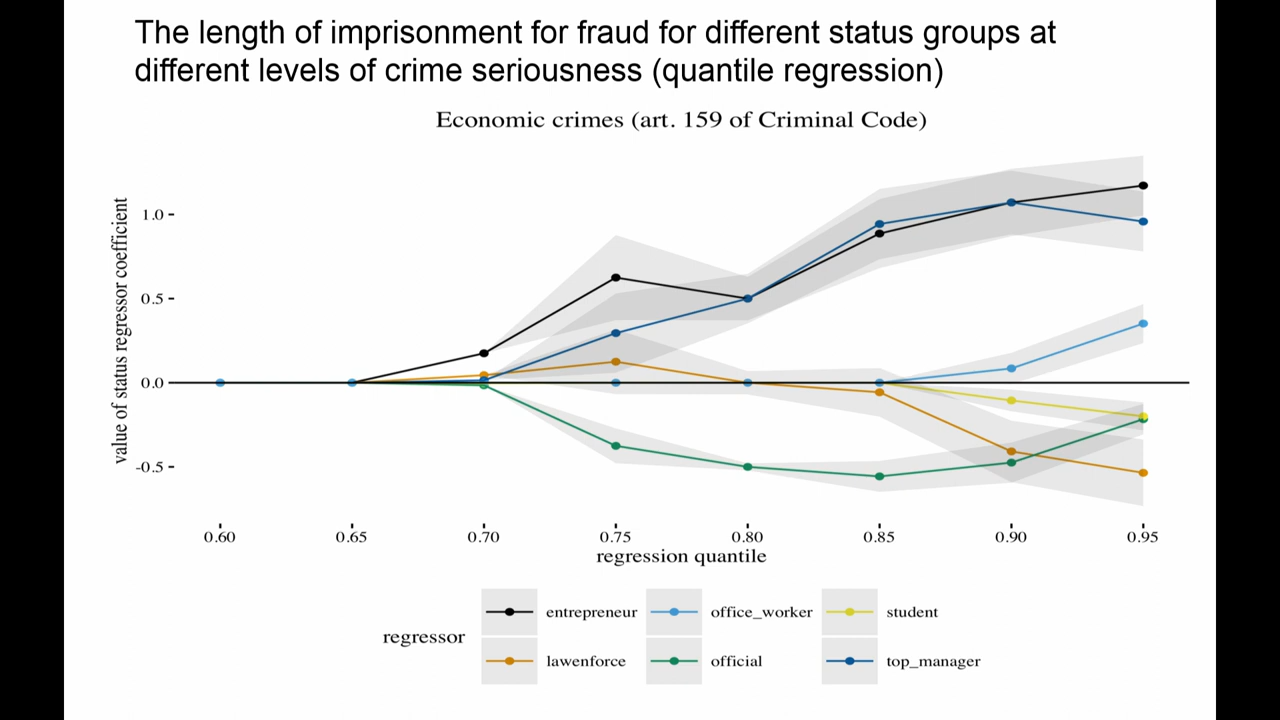 The length of imprisonment for fraud for different status groups at
different levels of crime seriousness (quantile regression)
Economic crimes (art. 159 of Criminal Code)
value of status regressor coefficient
1.0
0.5
0.0
-0.5
0.60 0.65 0.70 0.75 0.80 0.85 0.90 0.95
regression quantile
regressor
entrepreneur office_worker student
lawenforce official top_manager